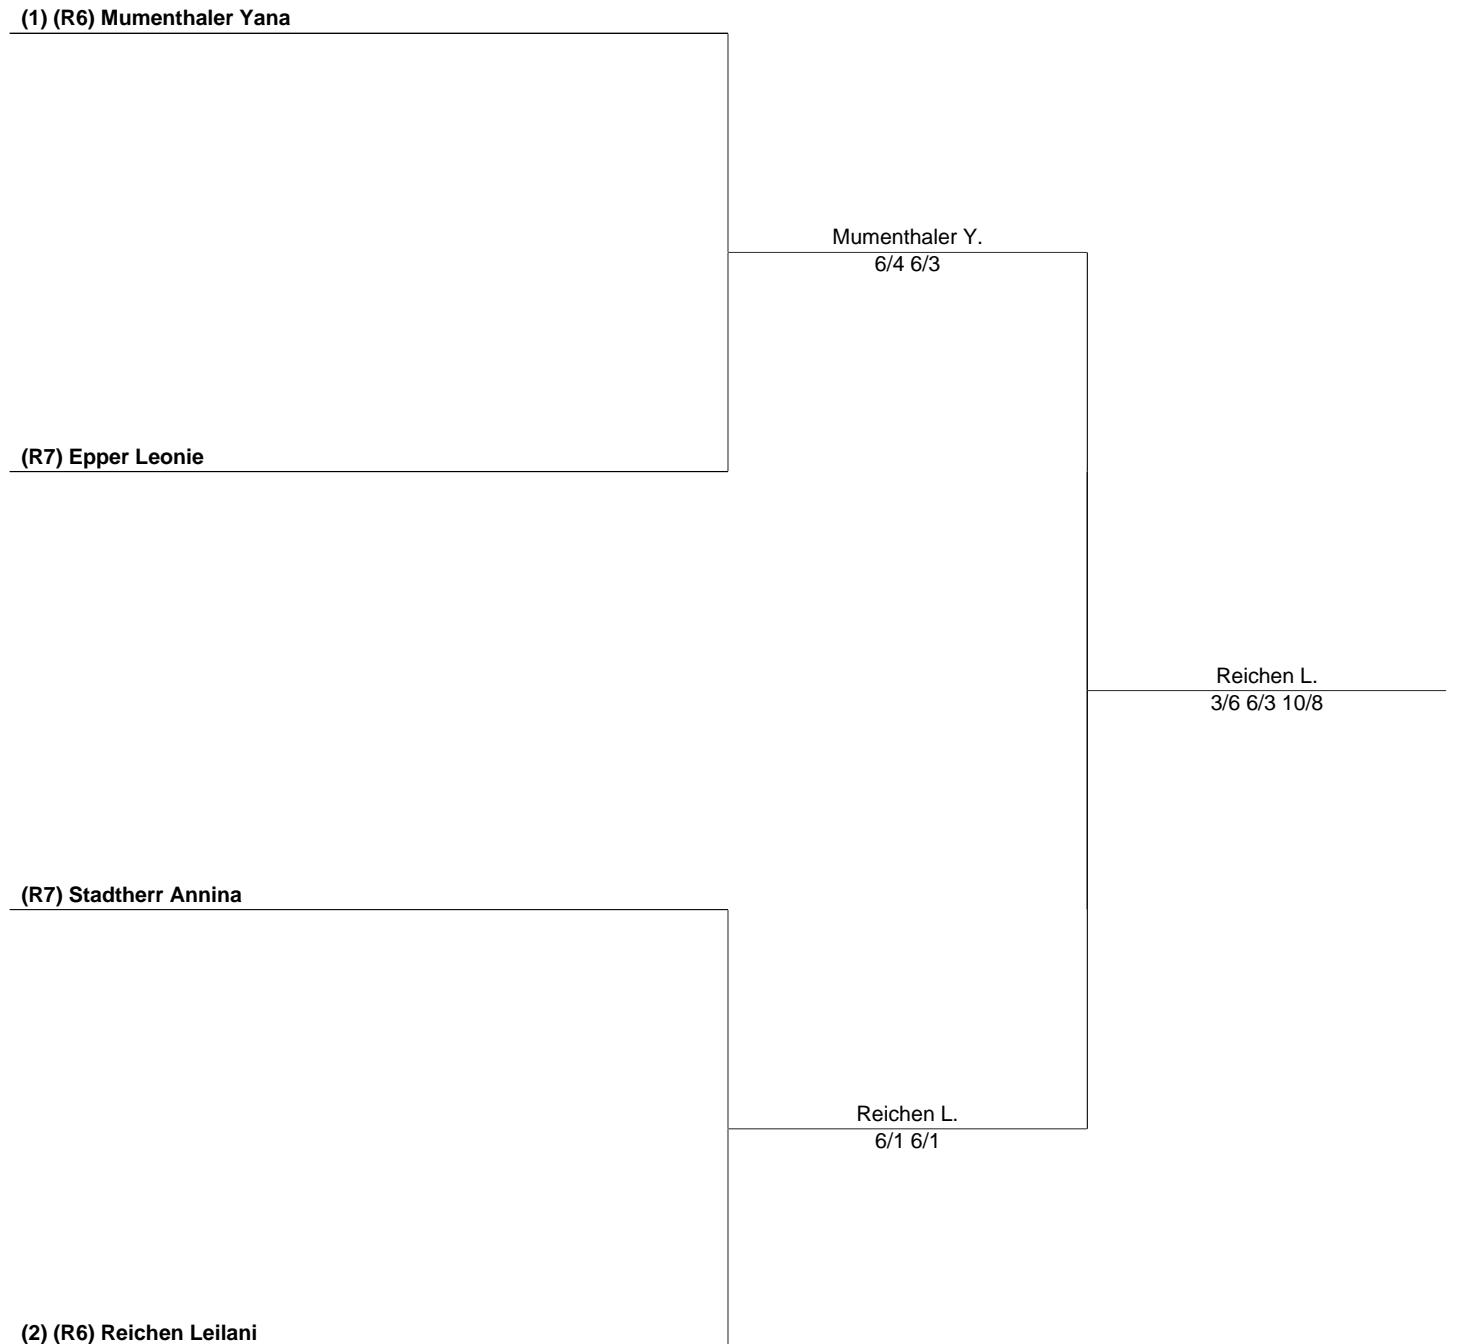 (1) (R6) Mumenthaler Yana
Mumenthaler Y.
6/4 6/3
(R7) Epper Leonie
Reichen L.
3/6 6/3 10/8
(R7) Stadtherr Annina
Reichen L.
6/1 6/1
(2) (R6) Reichen Leilani